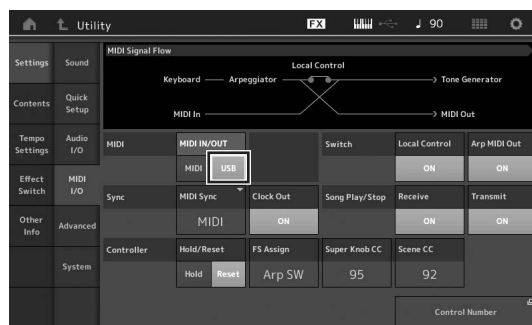 Utility FX 90
Settings
Sound
Contents
Quick Setup
Tempo Settings
Audio I/O
Effect Switch
MIDI I/O
Other Info
Advanced
System
MIDI Signal Flow
Local Control
Keyboard Arpeggiator Tone Generator
MIDI In MIDI Out
MIDI MIDI IN/OUT Switch Local Control Arp MIDI Out
MIDI USB ON ON
Sync MIDI Sync Clock Out Song Play/Stop Receive Transmit
MIDI ON ON ON
Controller Hold/Reset FS Assign Super Knob CC Scene CC
Hold Reset Arp SW 95 92
Control Number